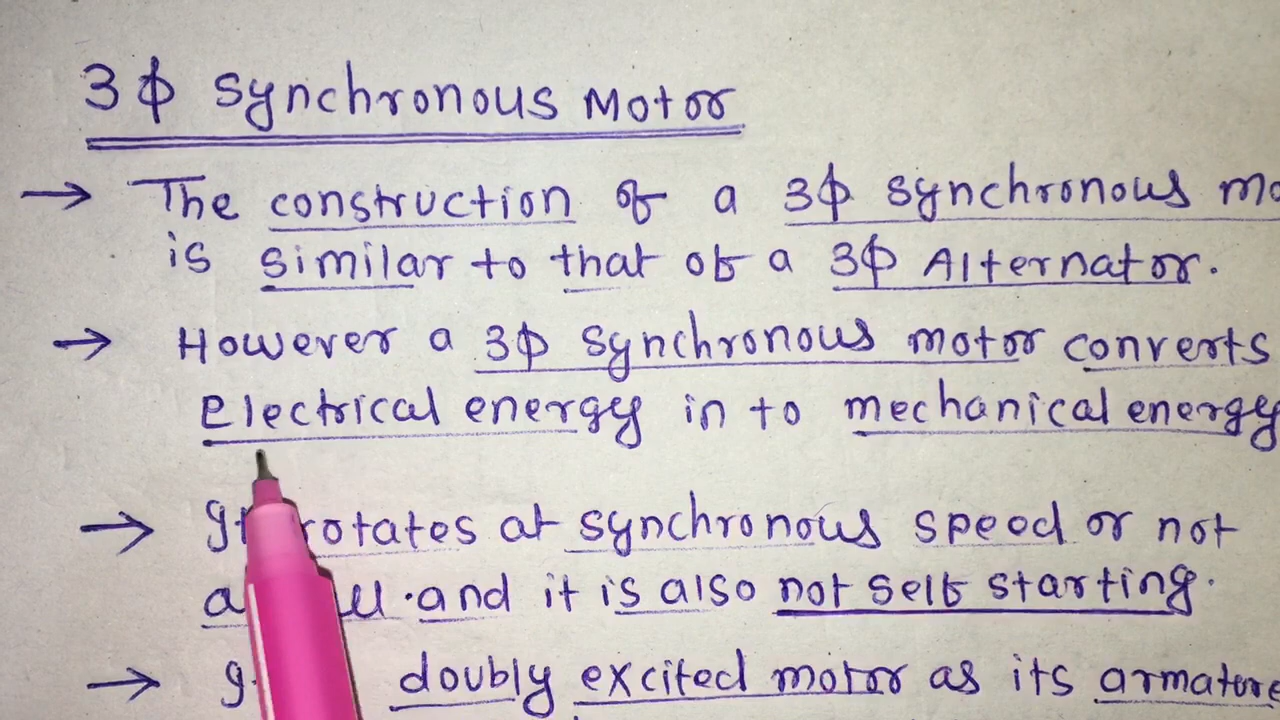 3ϕ Synchronous Motor
→ The construction of a 3ϕ synchronous
is similar to that of a 3ϕ Alternator.
→ However a 3ϕ synchronous motor converts
Electrical energy in to mechanical energy
→ rotates at synchronous speed or not
and it is also not self starting.
→ doubly excited motor as its armature